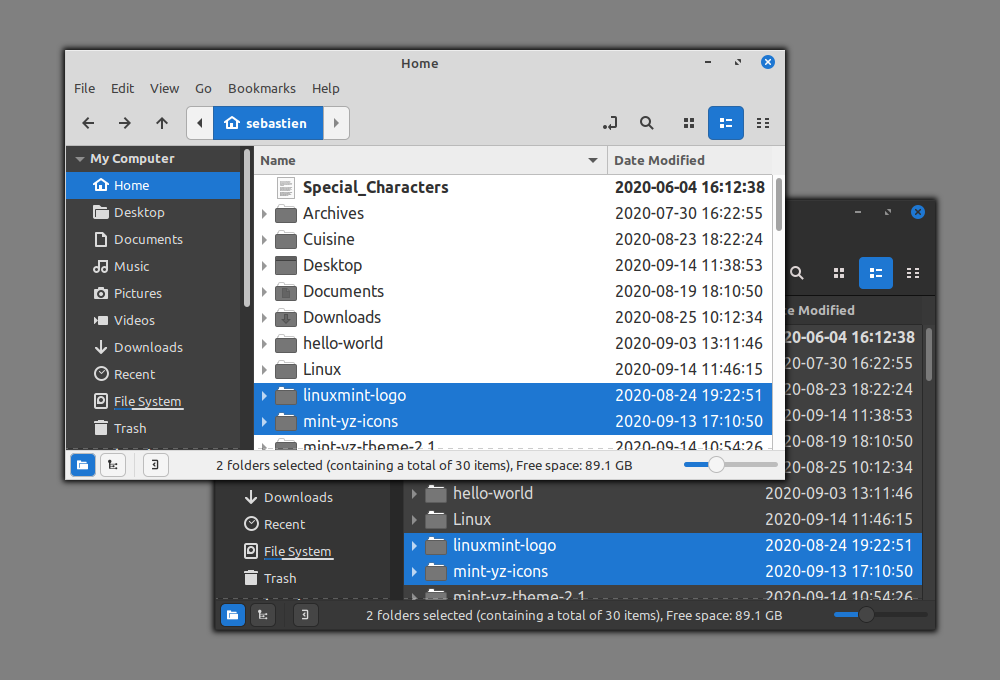 Home
File Edit View Go Bookmarks Help
sebastien
My Computer
Home
Desktop
Documents
Music
Pictures
Videos
Downloads
Recent
File System
Trash
Name Date Modified
Special_Characters 2020-06-04 16:12:38
Archives 2020-07-30 16:22:55
Cuisine 2020-08-23 18:22:24
Desktop 2020-09-14 11:38:53
Documents 2020-08-19 18:10:50
Downloads 2020-08-25 10:12:34
hello-world 2020-09-03 13:11:46
Linux 2020-09-14 11:46:15
linuxmint-logo 2020-08-24 19:22:51
mint-yz-icons 2020-09-13 17:10:50
mint-yz-theme-2.1 2020-09-14 10:54:26
2 folders selected (containing a total of 30 items), Free space: 89.1 GB
te Modified
20-06-04 16:12:38
20-07-30 16:22:55
20-08-23 18:22:24
20-09-14 11:38:53
20-08-19 18:10:50
20-08-25 10:12:34
Downloads
Recent
File System
Trash
hello-world 2020-09-03 13:11:46
Linux 2020-09-14 11:46:15
linuxmint-logo 2020-08-24 19:22:51
mint-yz-icons 2020-09-13 17:10:50
mint-yz-theme-2.1 2020-09-14 10:54:26
2 folders selected (containing a total of 30 items), Free space: 89.1 GB